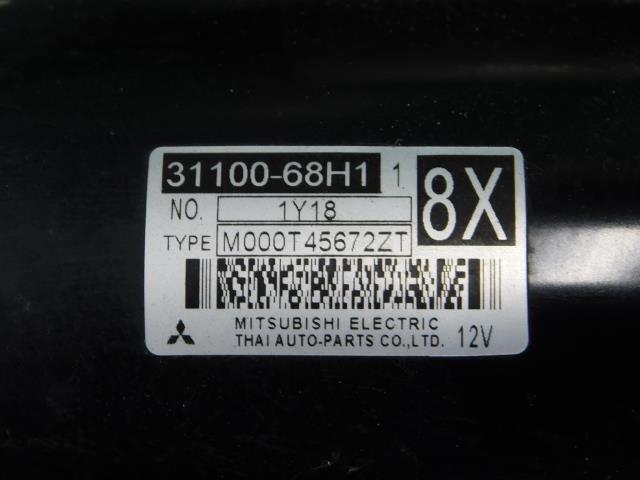 31100-68H1 1.
8X
NO. 1Y18
TYPE M000T45672ZT
MITSUBISHI ELECTRIC
THAI AUTO-PARTS CO.,LTD. 12V